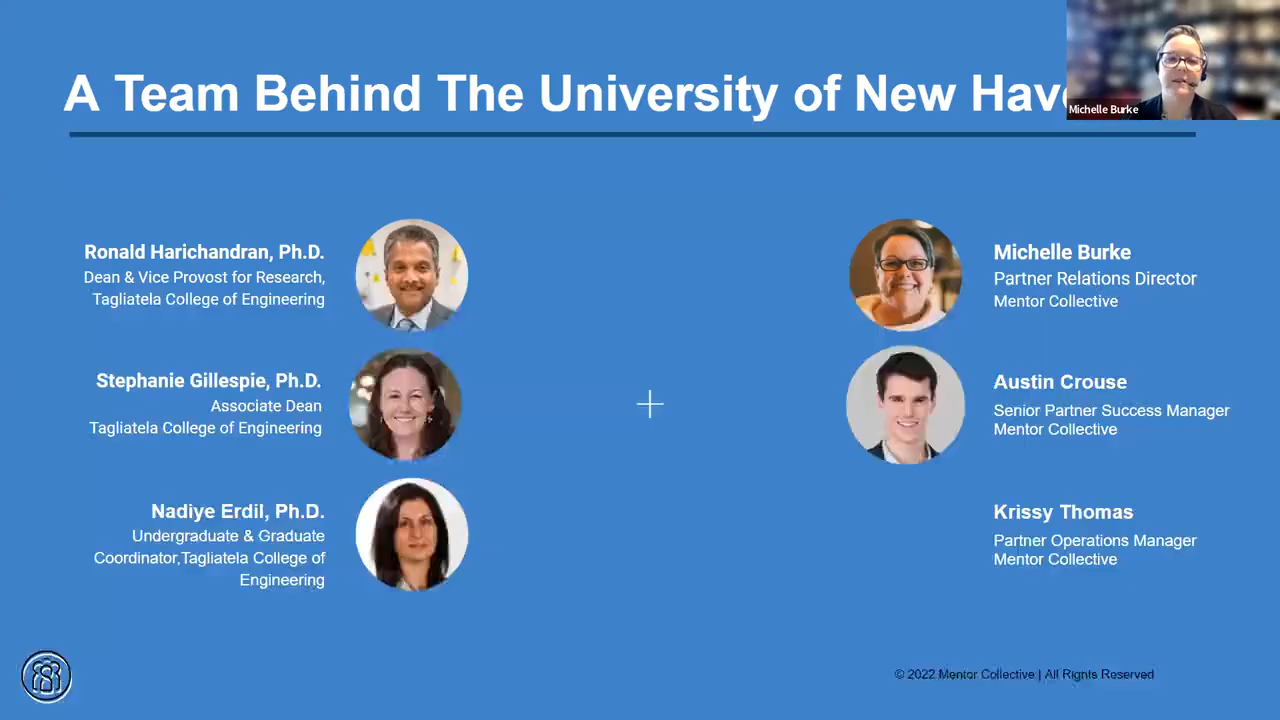 A Team Behind The University of New Hav
Michelle Burke
Ronald Harichandran, Ph.D.
Dean & Vice Provost for Research,
Tagliatela College of Engineering
Stephanie Gillespie, Ph.D.
Associate Dean
Tagliatela College of Engineering
Nadiye Erdil, Ph.D.
Undergraduate & Graduate
Coordinator,Tagliatela College of
Engineering
Michelle Burke
Partner Relations Director
Mentor Collective
Austin Crouse
Senior Partner Success Manager
Mentor Collective
Krissy Thomas
Partner Operations Manager
Mentor Collective
© 2022 Mentor Collective | All Rights Reserved